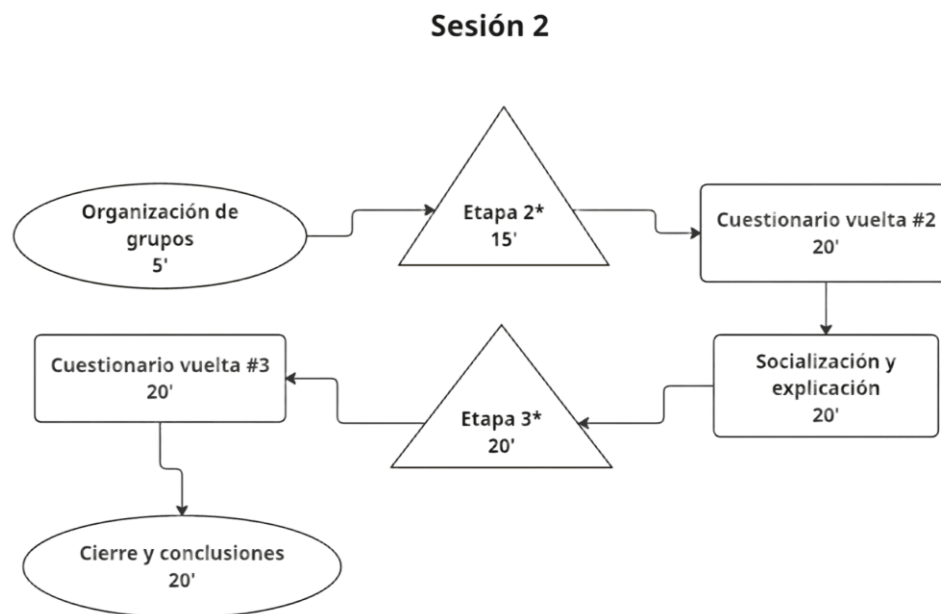 Sesión 2
Organización de
grupos
5'
Etapa 2*
15'
Cuestionario vuelta #2
20'
Socialización y
explicación
20'
Etapa 3*
20'
Cuestionario vuelta #3
20'
Cierre y conclusiones
20'